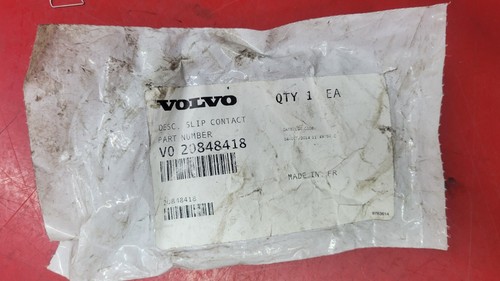 VOLVO
QTY 1 EA
DESC. SLIP CONTACT
PART NUMBER
VO 20848418
MADE IN: FR
20848418